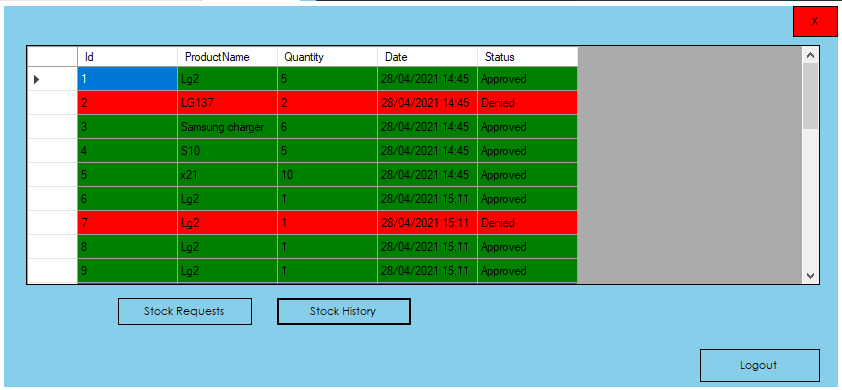 X
Id ProductName Quantity Date Status
1 Lg2 5 28/04/2021 14:45 Approved
2 LG137 2 28/04/2021 14:45 Denied
3 Samsung charger 6 28/04/2021 14:45 Approved
4 S10 5 28/04/2021 14:45 Approved
5 x21 10 28/04/2021 14:45 Approved
6 Lg2 1 28/04/2021 15:11 Approved
7 Lg2 1 28/04/2021 15:11 Denied
8 Lg2 1 28/04/2021 15:11 Approved
9 Lg2 1 28/04/2021 15:11 Approved
Stock Requests Stock History
Logout